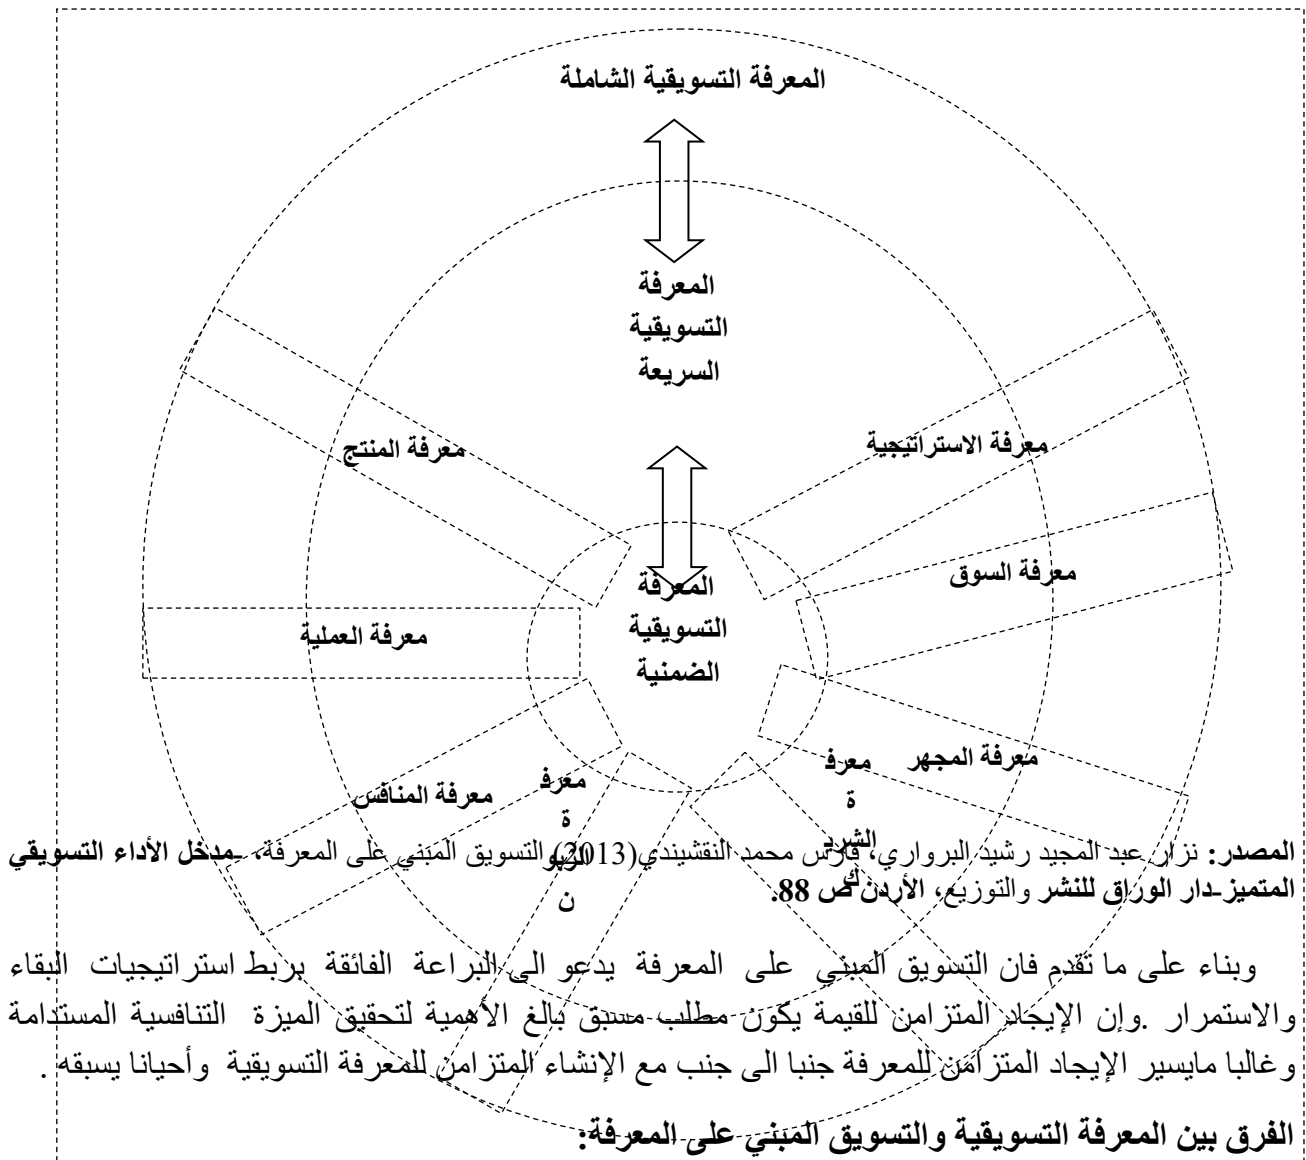 المعرفة التسويقية الشاملة
المعرفة
التسويقية
السريعة
معرفة الاستراتيجية
معرفة المنتج
معرفة السوق
المعرفة
التسويقية
الضمنية
معرفة العملية
معرفة المجهر
معرف
ة
الشري
ك
معرف
ة
ن
معرفة المنافس
المصدر: نزار عبد المجيد رشيد البرواري، فارس محمد النقشيندي(2013) التسويق المبني على المعرفة، -مدخل الأداء التسويقي
المتميز-دار الوراق للنشر والتوزيع، الأردن ص 88.
وبناء على ما تقدم فان التسويق المبني على المعرفة يدعو الى البراعة الفائقة بربط استراتيجيات البقاء
والاستمرار .وإن الإيجاد المتزامن للقيمة يكون مطلب مسبق بالغ الأهمية لتحقيق الميزة التنافسية المستدامة
وغالبا مايسير الإيجاد المتزامن للمعرفة جنبا الى جنب مع الإنشاء المتزامن للمعرفة التسويقية وأحيانا يسبقه .
الفرق بين المعرفة التسويقية والتسويق المبني على المعرفة: